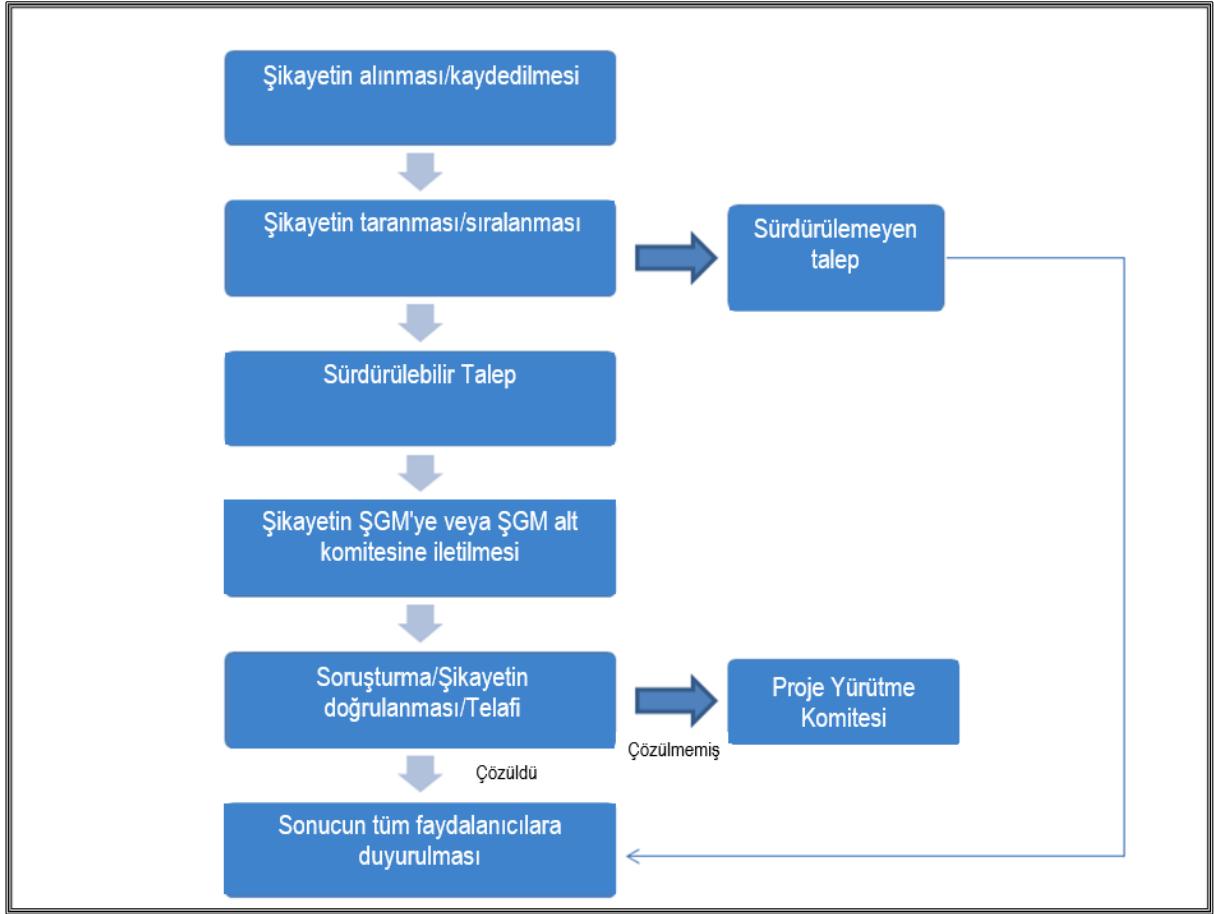 Şikayetin alınması/kaydedilmesi
Şikayetin taranması/sıralanması
Sürdürülemeyen
talep
Sürdürülebilir Talep
Şikayetin ŞGM'ye veya ŞGM alt
komitesine iletilmesi
Soruşturma/Şikayetin
doğrulanması/Telafi
Proje Yürütme
Komitesi
Çözülmemiş
Çözüldü
Sonucun tüm faydalanıcılara
duyurulması